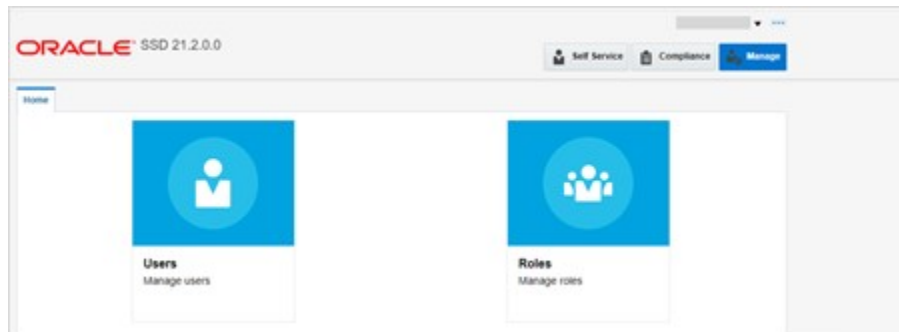 ORACLE® SSD 21.2.0.0
Self Service Compliance Manage
Home
Users Roles
Manage users Manage roles